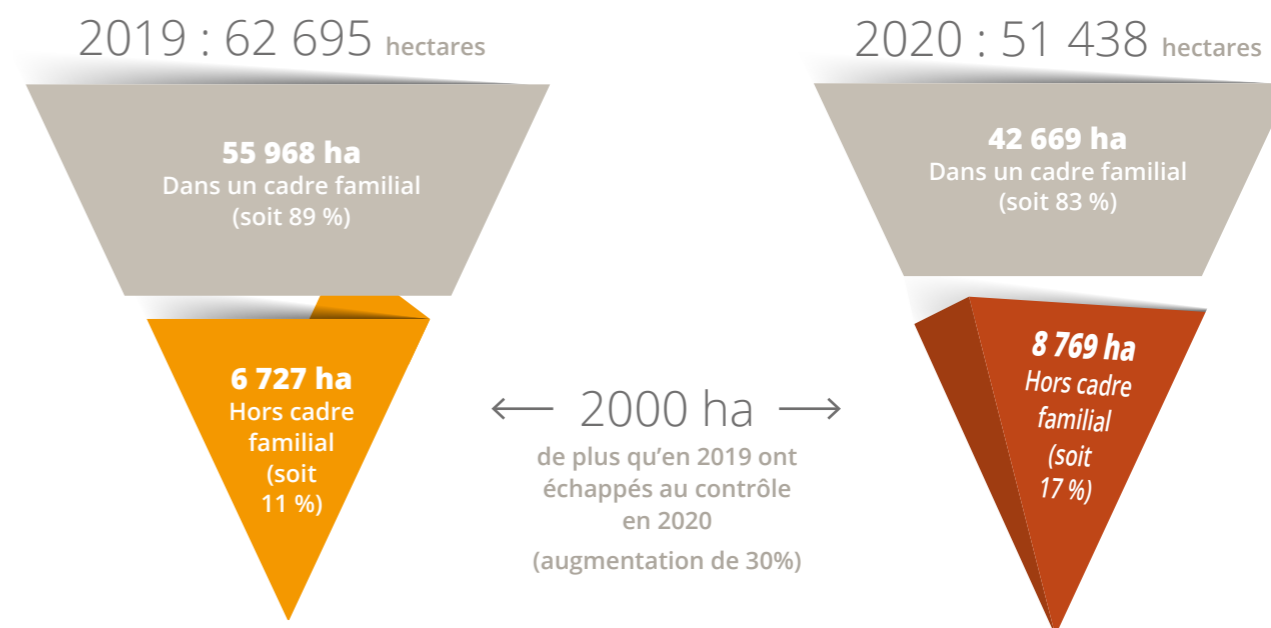 2019 : 62 695 hectares
55 968 ha
Dans un cadre familial
(soit 89 %)
6 727 ha
Hors cadre
familial
(soit
11 %)
← 2000 ha →
de plus qu’en 2019 ont
échappés au contrôle
en 2020
(augmentation de 30%)
2020 : 51 438 hectares
42 669 ha
Dans un cadre familial
(soit 83 %)
8 769 ha
Hors cadre
familial
(soit
17 %)